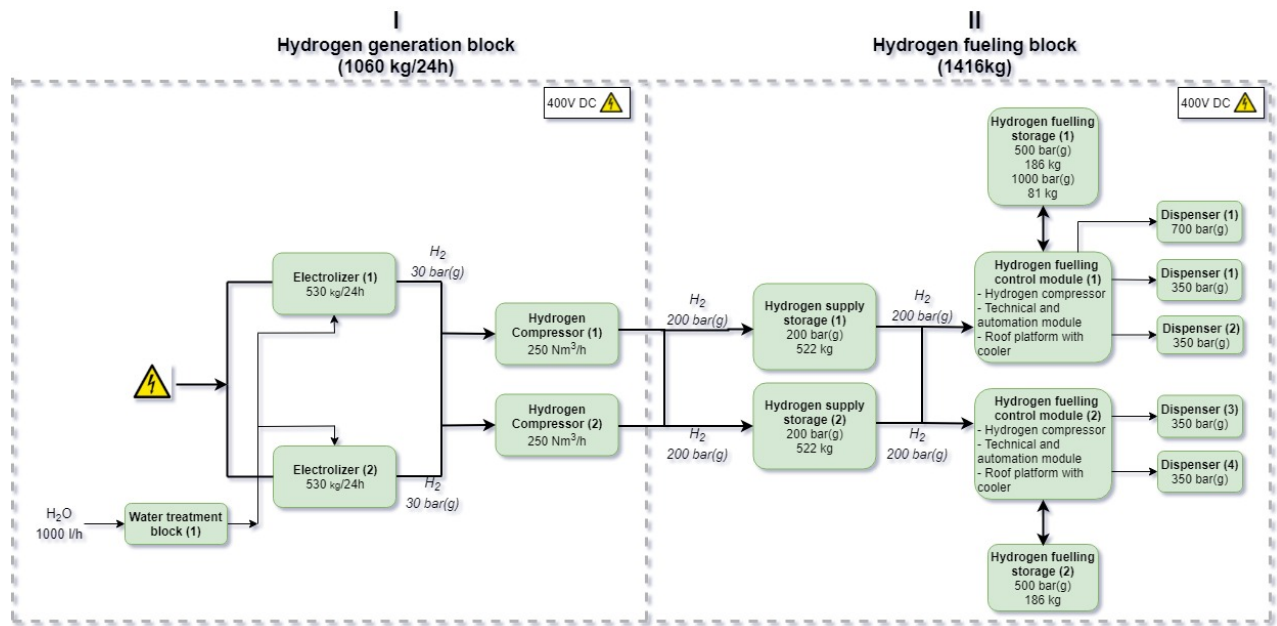 I
Hydrogen generation block
(1060 kg/24h)
400V DC
Electrolizer (1)
530 kg/24h
H2
30 bar(g)
Hydrogen
Compressor (1)
250 Nm³/h
Hydrogen
Compressor (2)
250 Nm³/h
Electrolizer (2)
530 kg/24h
H2
30 bar(g)
H2O
1000 l/h
Water treatment
block (1)
II
Hydrogen fueling block
(1416kg)
400V DC
H2
200 bar(g)
H2
200 bar(g)
Hydrogen supply
storage (1)
200 bar(g)
522 kg
Hydrogen supply
storage (2)
200 bar(g)
522 kg
H2
200 bar(g)
H2
200 bar(g)
Hydrogen fuelling
storage (1)
500 bar(g)
186 kg
1000 bar(g)
81 kg
Hydrogen fuelling
control module (1)
- Hydrogen compressor
- Technical and
automation module
- Roof platform with
cooler
Dispenser (1)
700 bar(g)
Dispenser (1)
350 bar(g)
Dispenser (2)
350 bar(g)
Hydrogen fuelling
control module (2)
- Hydrogen compressor
- Technical and
automation module
- Roof platform with
cooler
Dispenser (3)
350 bar(g)
Dispenser (4)
350 bar(g)
Hydrogen fuelling
storage (2)
500 bar(g)
186 kg